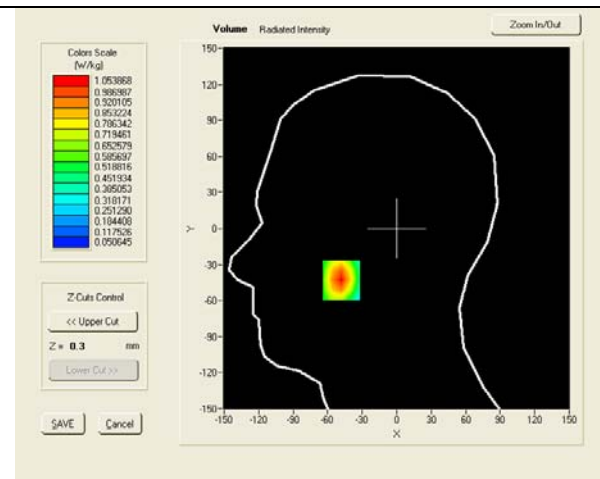 Volume Radiated Intensity
Zoom In/Out
Colors Scale
(W/kg)
1.053868
0.986987
0.920105
0.853224
0.786342
0.719461
0.652579
0.585697
0.518816
0.451934
0.385053
0.318171
0.251290
0.184408
0.117526
0.050645
Z-Cuts Control
<< Upper Cut
Z = 0.3 mm
Lower Cut >>
SAVE Cancel
150-
120-
90-
60-
30-
Y 0-
-30-
-60-
-90-
-120-
-150-
-150 -120 -90 -60 -30 0 30 60 90 120 150
X